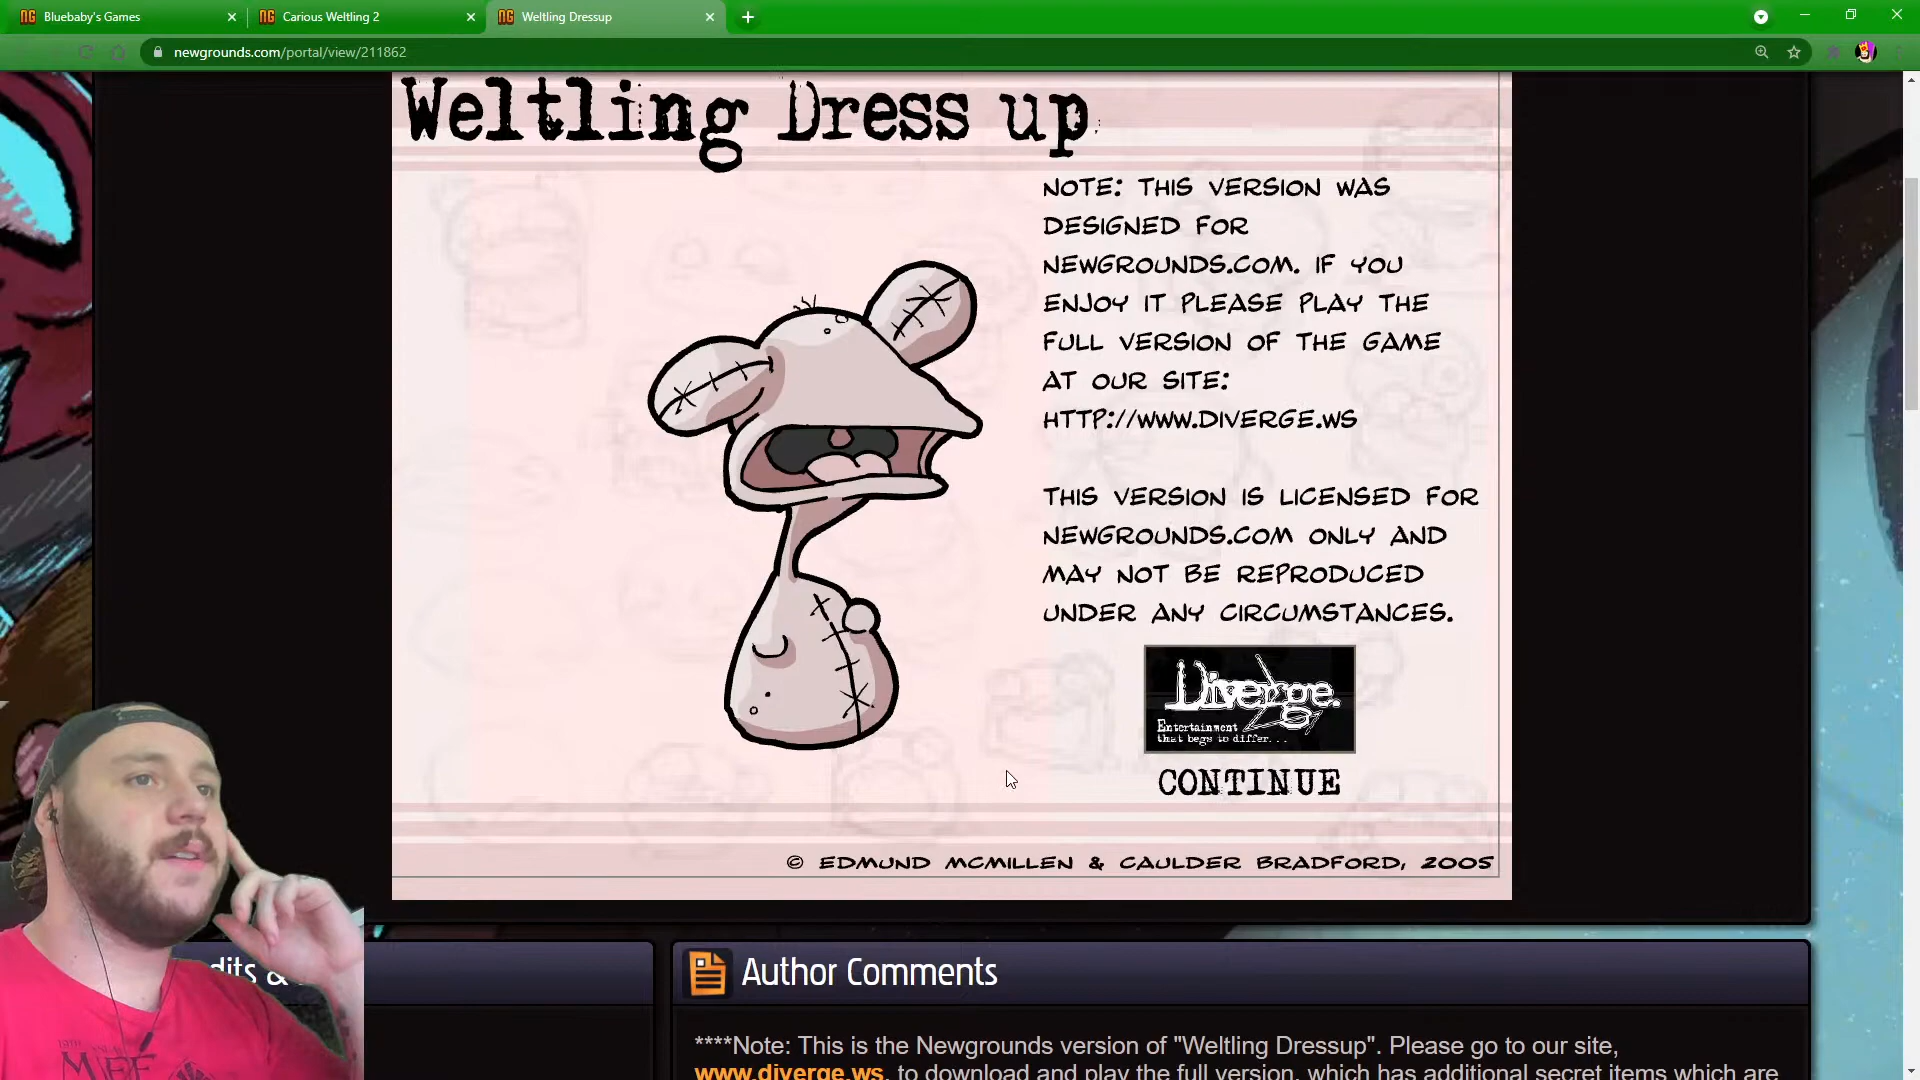 Bluebaby's Games
Carious Weltling 2
Weltling Dressup
newgrounds.com/portal/view/211862
Weltling Dress up
NOTE: THIS VERSION WAS
DESIGNED FOR
NEWGROUNDS.COM. IF YOU
ENJOY IT PLEASE PLAY THE
FULL VERSION OF THE GAME
AT OUR SITE:
HTTP://WWW.DIVERGE.WS
THIS VERSION IS LICENSED FOR
NEWGROUNDS.COM ONLY AND
MAY NOT BE REPRODUCED
UNDER ANY CIRCUMSTANCES.
Diverge.
Entertainment
that begs to differ...
CONTINUE
© EDMUND MCMILLEN & CAULDER BRADFORD, 2005
dits &
Author Comments
****Note: This is the Newgrounds version of "Weltling Dressup". Please go to our site,
www.diverge.ws, to download and play the full version, which has additional secret items which are